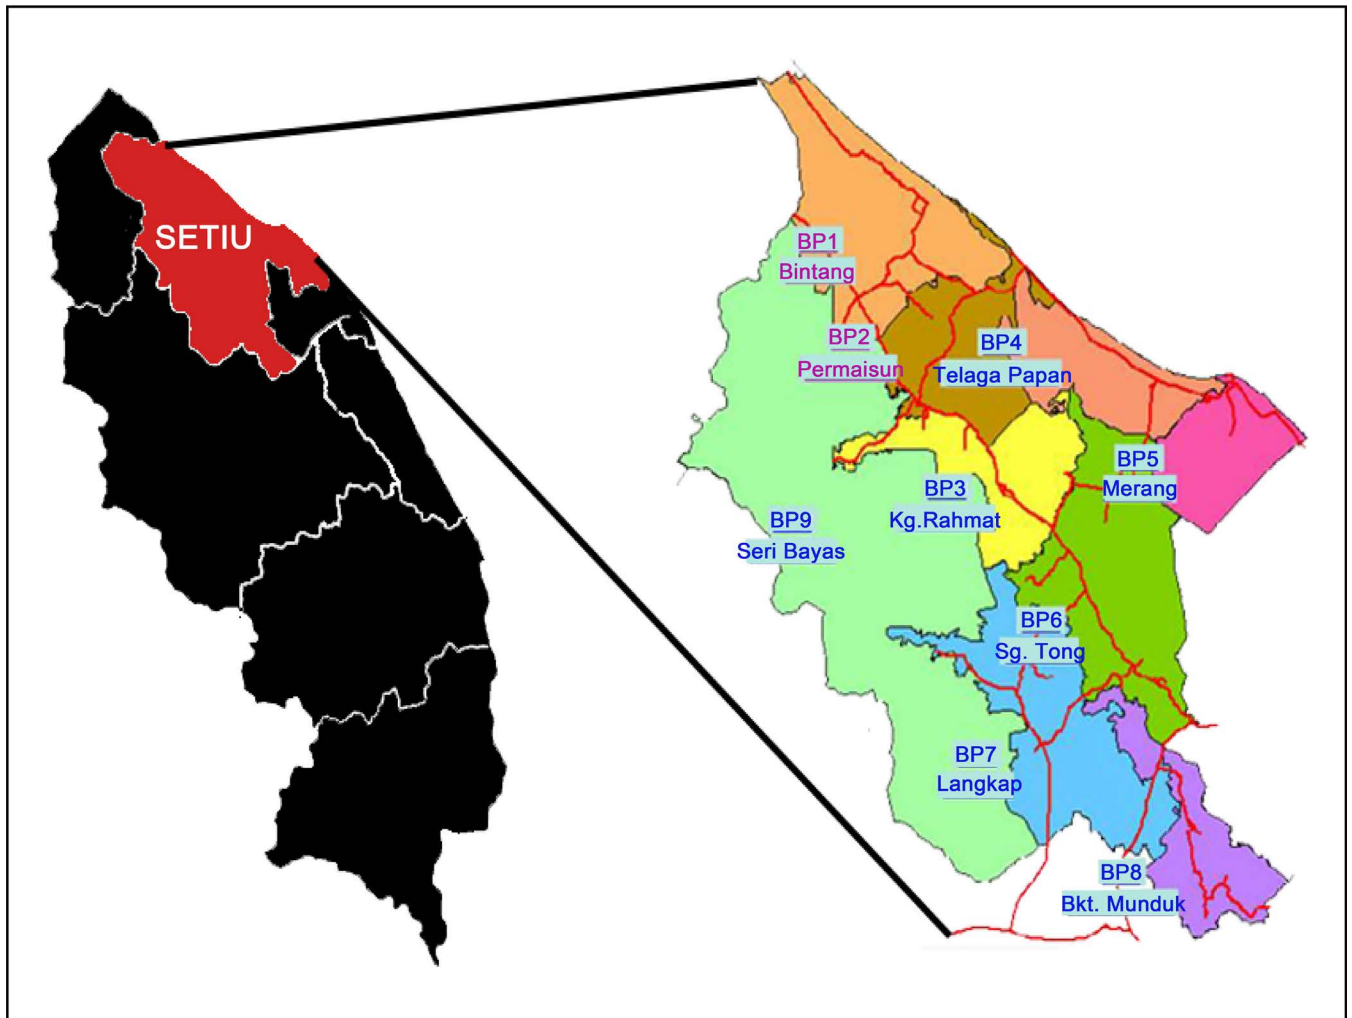 SETIU
BP1
Bintang
BP2
Permaisun
BP4
Telaga Papan
BP5
Merang
BP3
Kg.Rahmat
BP9
Seri Bayas
BP6
Sg. Tong
BP7
Langkap
BP8
Bkt. Munduk